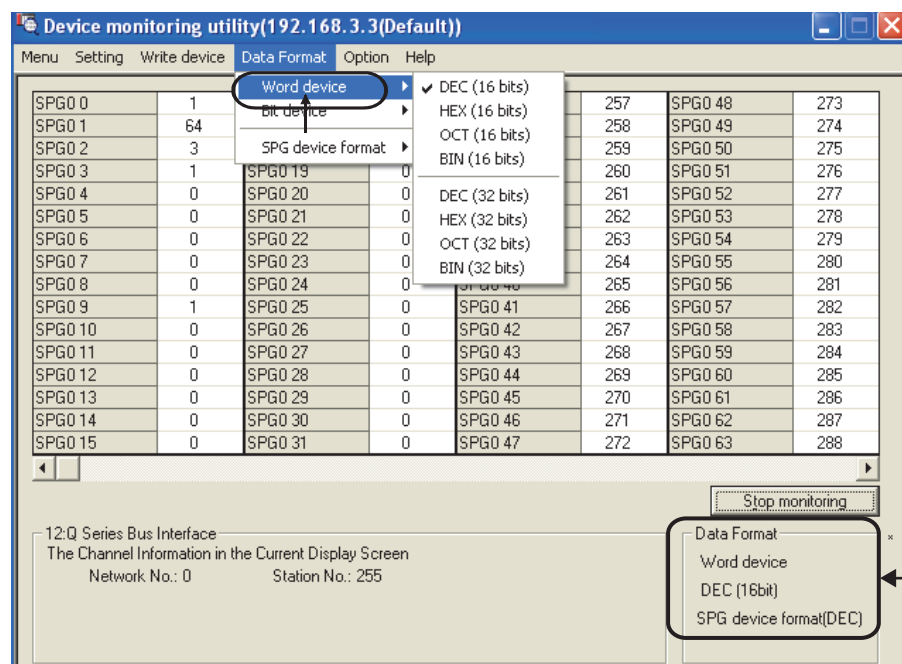 Device monitoring utility(192.168.3.3(Default))
Menu Setting Write device Data Format Option Help
Word device
Bit device
SPG device format
DEC (16 bits)
HEX (16 bits)
OCT (16 bits)
BIN (16 bits)
DEC (32 bits)
HEX (32 bits)
OCT (32 bits)
BIN (32 bits)
SPG0 0 1 257 SPG0 48 273
SPG0 1 64 258 SPG0 49 274
SPG0 2 3 259 SPG0 50 275
SPG0 3 1 SPG0 19 0 260 SPG0 51 276
SPG0 4 0 SPG0 20 0 261 SPG0 52 277
SPG0 5 0 SPG0 21 0 262 SPG0 53 278
SPG0 6 0 SPG0 22 0 263 SPG0 54 279
SPG0 7 0 SPG0 23 0 264 SPG0 55 280
SPG0 8 0 SPG0 24 0 SPG0 40 265 SPG0 56 281
SPG0 9 1 SPG0 25 0 SPG0 41 266 SPG0 57 282
SPG0 10 0 SPG0 26 0 SPG0 42 267 SPG0 58 283
SPG0 11 0 SPG0 27 0 SPG0 43 268 SPG0 59 284
SPG0 12 0 SPG0 28 0 SPG0 44 269 SPG0 60 285
SPG0 13 0 SPG0 29 0 SPG0 45 270 SPG0 61 286
SPG0 14 0 SPG0 30 0 SPG0 46 271 SPG0 62 287
SPG0 15 0 SPG0 31 0 SPG0 47 272 SPG0 63 288
Stop monitoring
12:Q Series Bus Interface
The Channel Information in the Current Display Screen
Network No.: 0 Station No.: 255
Data Format
Word device
DEC (16bit)
SPG device format(DEC)